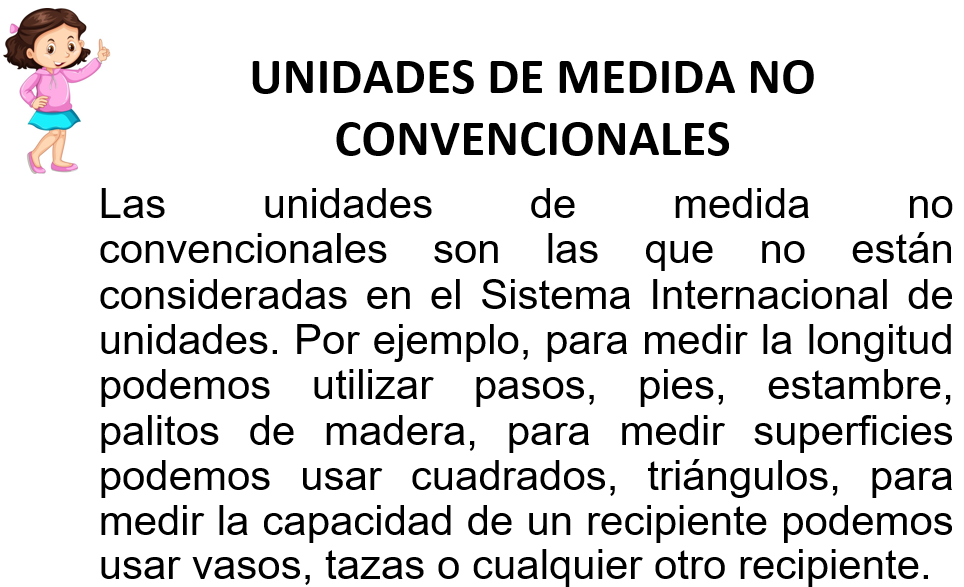 UNIDADES DE MEDIDA NO
CONVENCIONALES
Las unidades de medida no
convencionales son las que no están
consideradas en el Sistema Internacional de
unidades. Por ejemplo, para medir la longitud
podemos utilizar pasos, pies, estambre,
palitos de madera, para medir superficies
podemos usar cuadrados, triángulos, para
medir la capacidad de un recipiente podemos
usar vasos, tazas o cualquier otro recipiente.